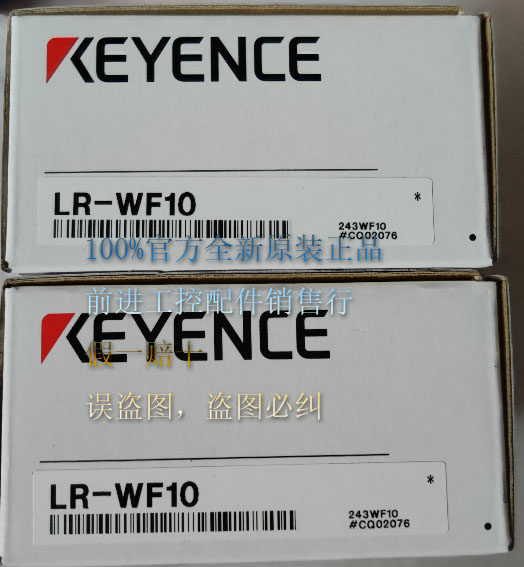 KEYENCE
LR-WF10
*
243WF10
#CQ02076
100%官方全新原装正品
前进工控配件销售行
KEYENCE
假一赔十
误盗图，盗图必纠
LR-WF10
*
243WF10
#CQ02076